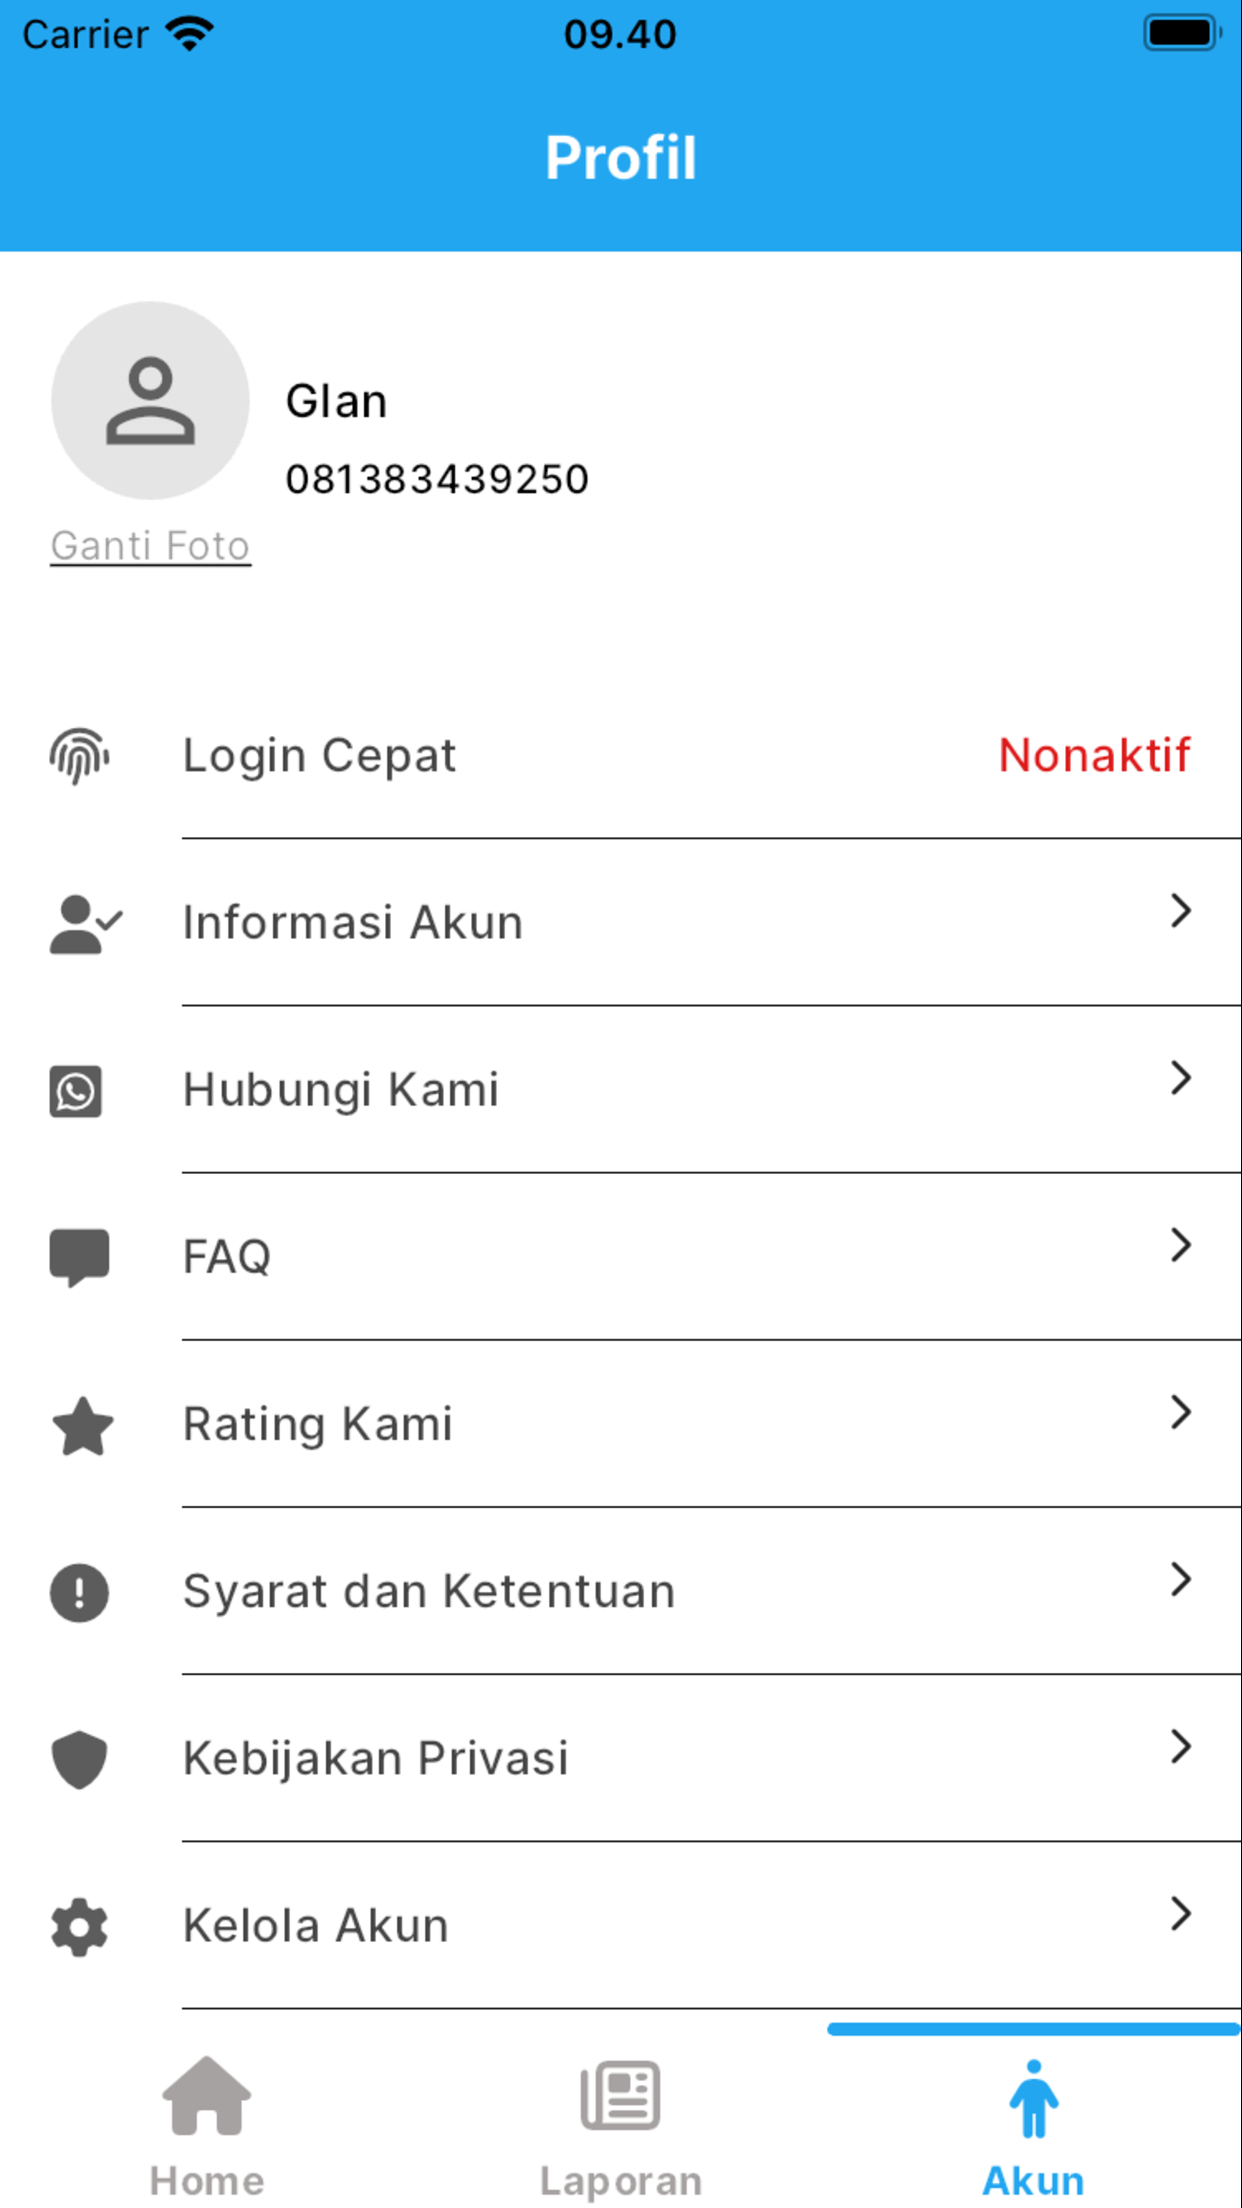 Carrier 09.40
Profil
Glan
081383439250
Ganti Foto
Login Cepat Nonaktif
Informasi Akun
Hubungi Kami
FAQ
Rating Kami
Syarat dan Ketentuan
Kebijakan Privasi
Kelola Akun
Home Laporan Akun